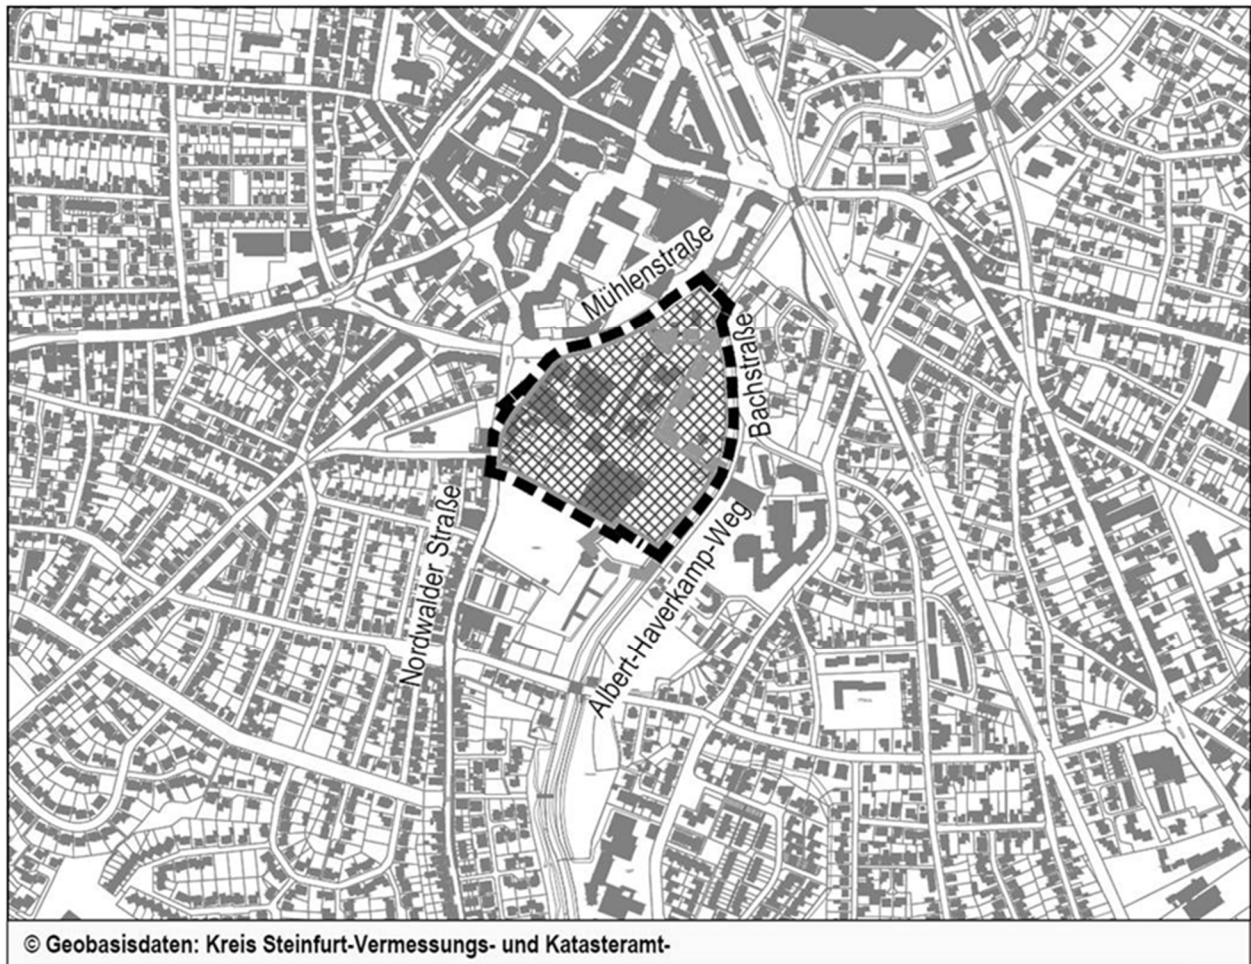 Mühlenstraße
Bachstraße
Nordwalder Straße
Albert-Haverkamp-Weg
© Geobasisdaten: Kreis Steinfurt-Vermessungs- und Katasteramt-